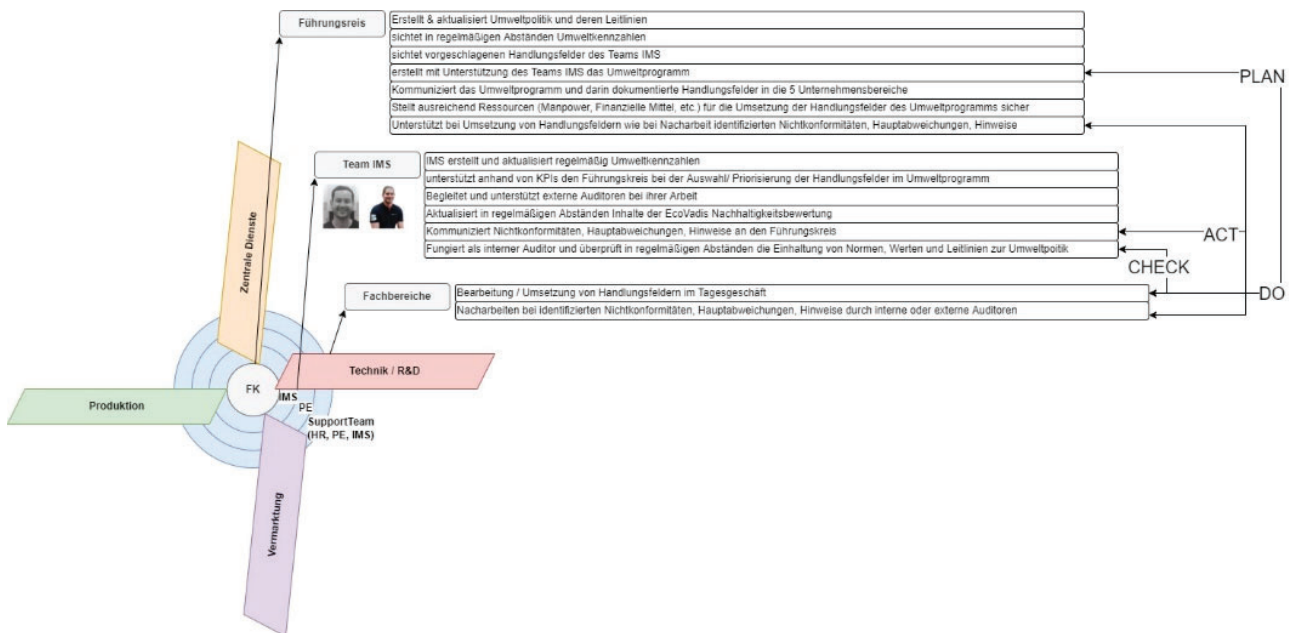 Führungsreis
Erstellt & aktualisiert Umweltpolitik und deren Leitlinien
sichtet in regelmäßigen Abständen Umweltkennzahlen
sichtet vorgeschlagenen Handlungsfelder des Teams IMS
erstellt mit Unterstützung des Teams IMS das Umweltprogramm
Kommuniziert das Umweltprogramm und darin dokumentierte Handlungsfelder in die 5 Unternehmensbereiche
Stellt ausreichend Ressourcen (Manpower, Finanzielle Mittel, etc.) für die Umsetzung der Handlungsfelder des Umweltprogramms sicher
Unterstützt bei Umsetzung von Handlungsfeldern wie bei Nacharbeit identifizierten Nichtkonformitäten, Hauptabweichungen, Hinweise
PLAN
Team IMS
IMS erstellt und aktualisiert regelmäßig Umweltkennzahlen
unterstützt anhand von KPIs den Führungskreis bei der Auswahl/ Priorisierung der Handlungsfelder im Umweltprogramm
Begleitet und unterstützt externe Auditoren bei ihrer Arbeit
Aktualisiert in regelmäßigen Abständen Inhalte der EcoVadis Nachhaltigkeitsbewertung
Kommuniziert Nichtkonformitäten, Hauptabweichungen, Hinweise an den Führungskreis
Fungiert als interner Auditor und überprüft in regelmäßigen Abständen die Einhaltung von Normen, Werten und Leitlinien zur Umweltpoitik
ACT
CHECK
Fachbereiche
Bearbeitung / Umsetzung von Handlungsfeldern im Tagesgeschäft
Nacharbeiten bei identifizierten Nichtkonformitäten, Hauptabweichungen, Hinweise durch interne oder externe Auditoren
DO
Zentrale Dienste
Technik / R&D
FK
Produktion
IMS
PE
SupportTeam
(HR, PE, IMS)
Vermarktung